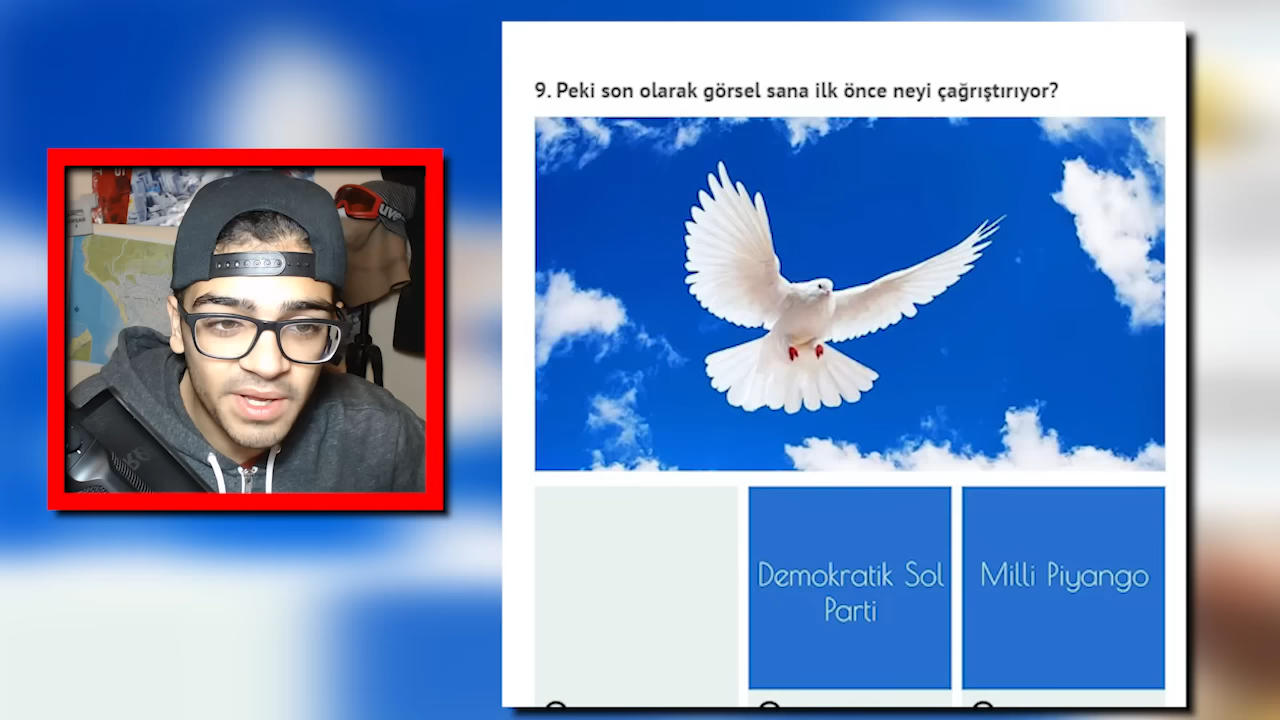 9. Peki son olarak görsel sana ilk önce neyi çağrıştırıyor?
Demokratik Sol
Parti
Milli Piyango